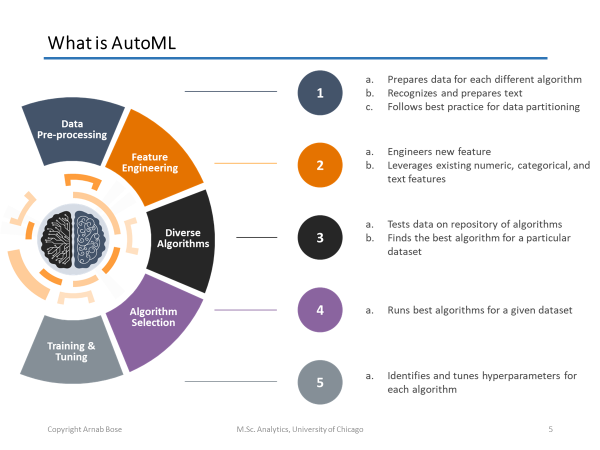 What is AutoML
Data
Pre-processing
Feature
Engineering
Diverse
Algorithms
Algorithm
Selection
Training &
Tuning
1
a. Prepares data for each different algorithm
b. Recognizes and prepares text
c. Follows best practice for data partitioning
2
a. Engineers new feature
b. Leverages existing numeric, categorical, and
text features
3
a. Tests data on repository of algorithms
b. Finds the best algorithm for a particular
dataset
4
a. Runs best algorithms for a given dataset
5
a. Identifies and tunes hyperparameters for
each algorithm
Copyright Arnab Bose
M.Sc. Analytics, University of Chicago
5